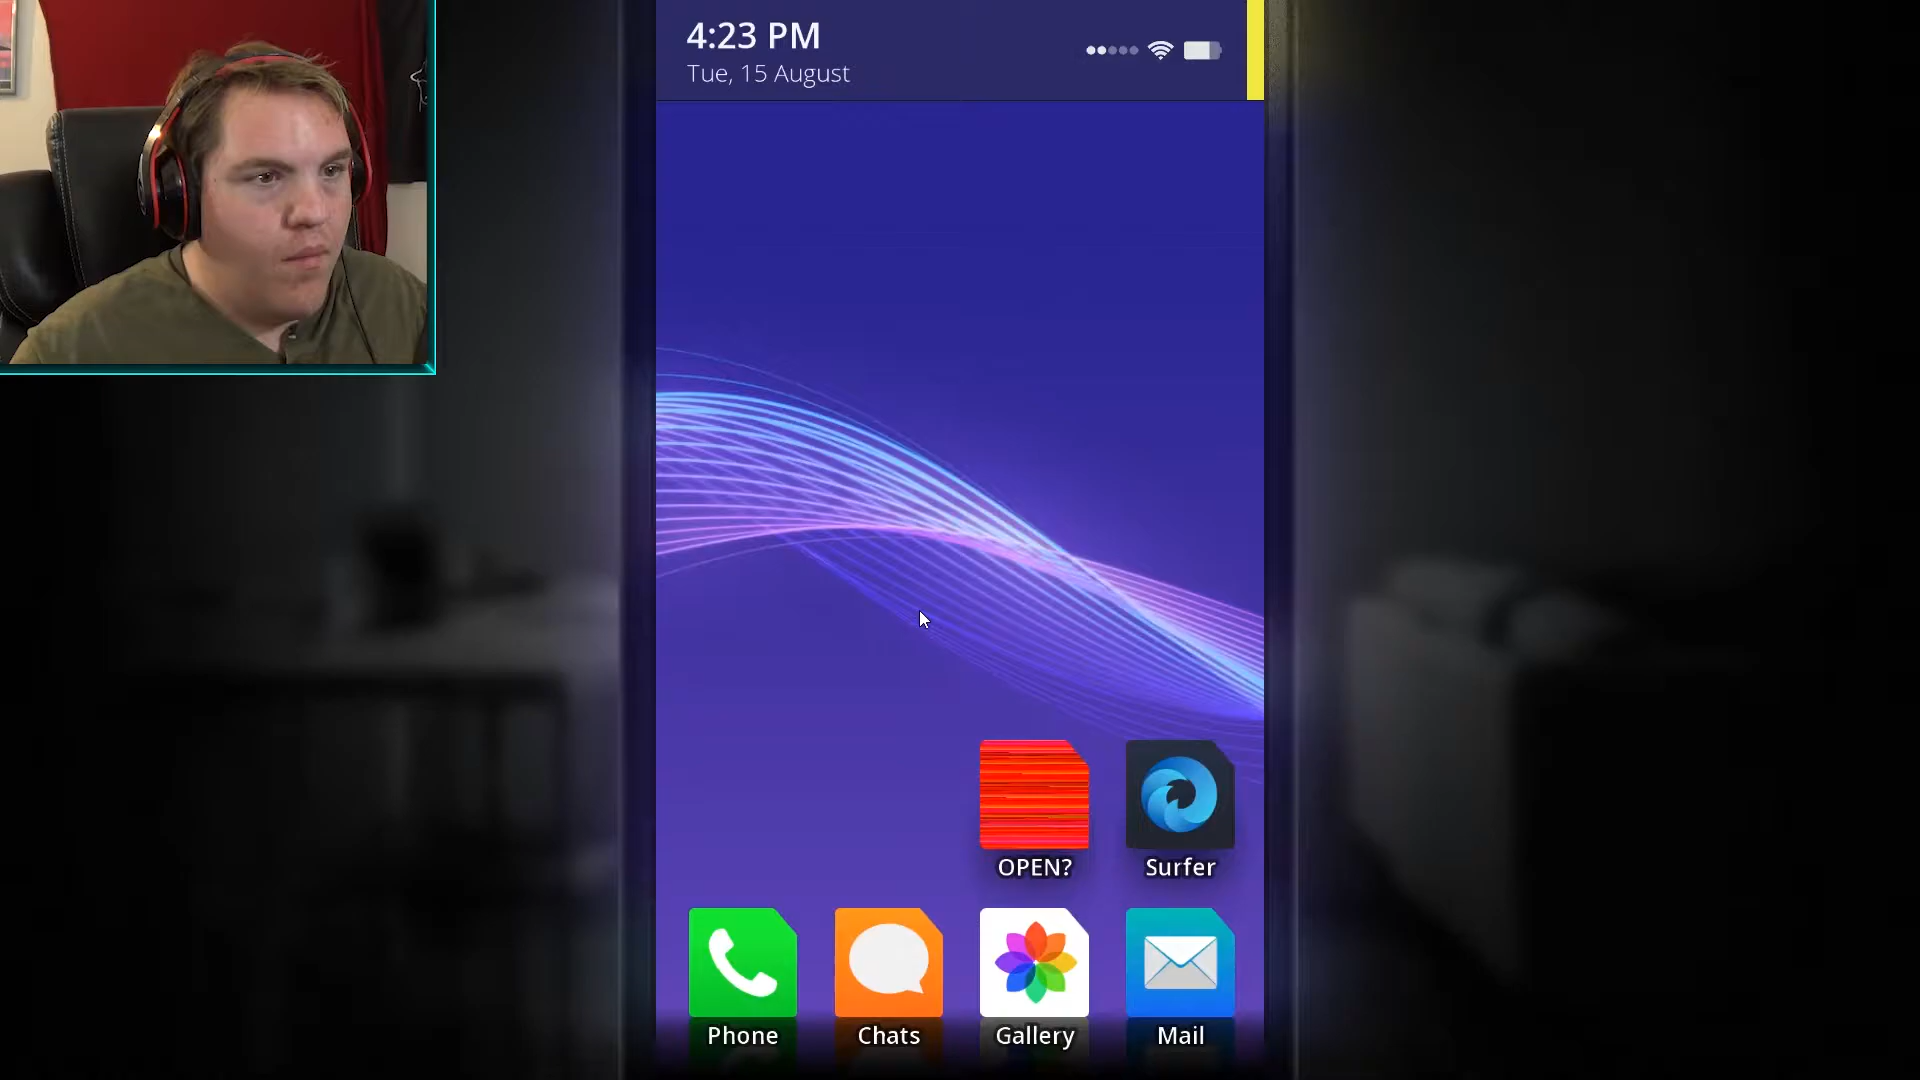 4:23 PM
Tue, 15 August
OPEN?
Surfer
Phone
Chats
Gallery
Mail